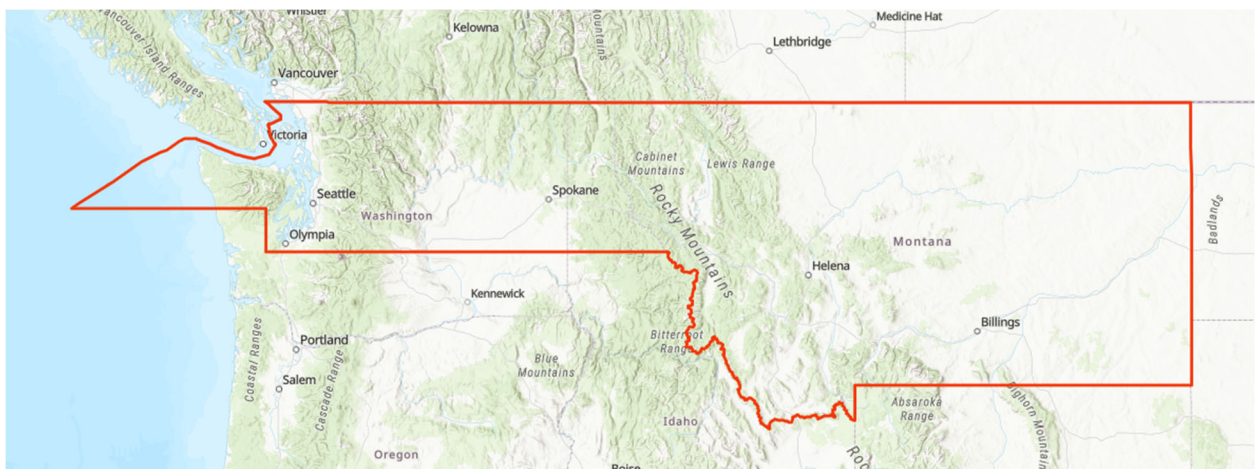 Whistler
Medicine Hat
Vancouver Island Ranges
Kelowna
Mountains
Lethbridge
Vancouver
Victoria
Cabinet
Mountains
Lewis Range
Seattle
Spokane
Rocky Mountains
Washington
Badlands
Olympia
Montana
Helena
Kennewick
Billings
Portland
Bitterroot
Range
Coastal Ranges
Cascade Range
Blue
Mountains
Salem
Absaroka
Range
Bighorn Mountai
Idaho
Oregon
Roc
Boise